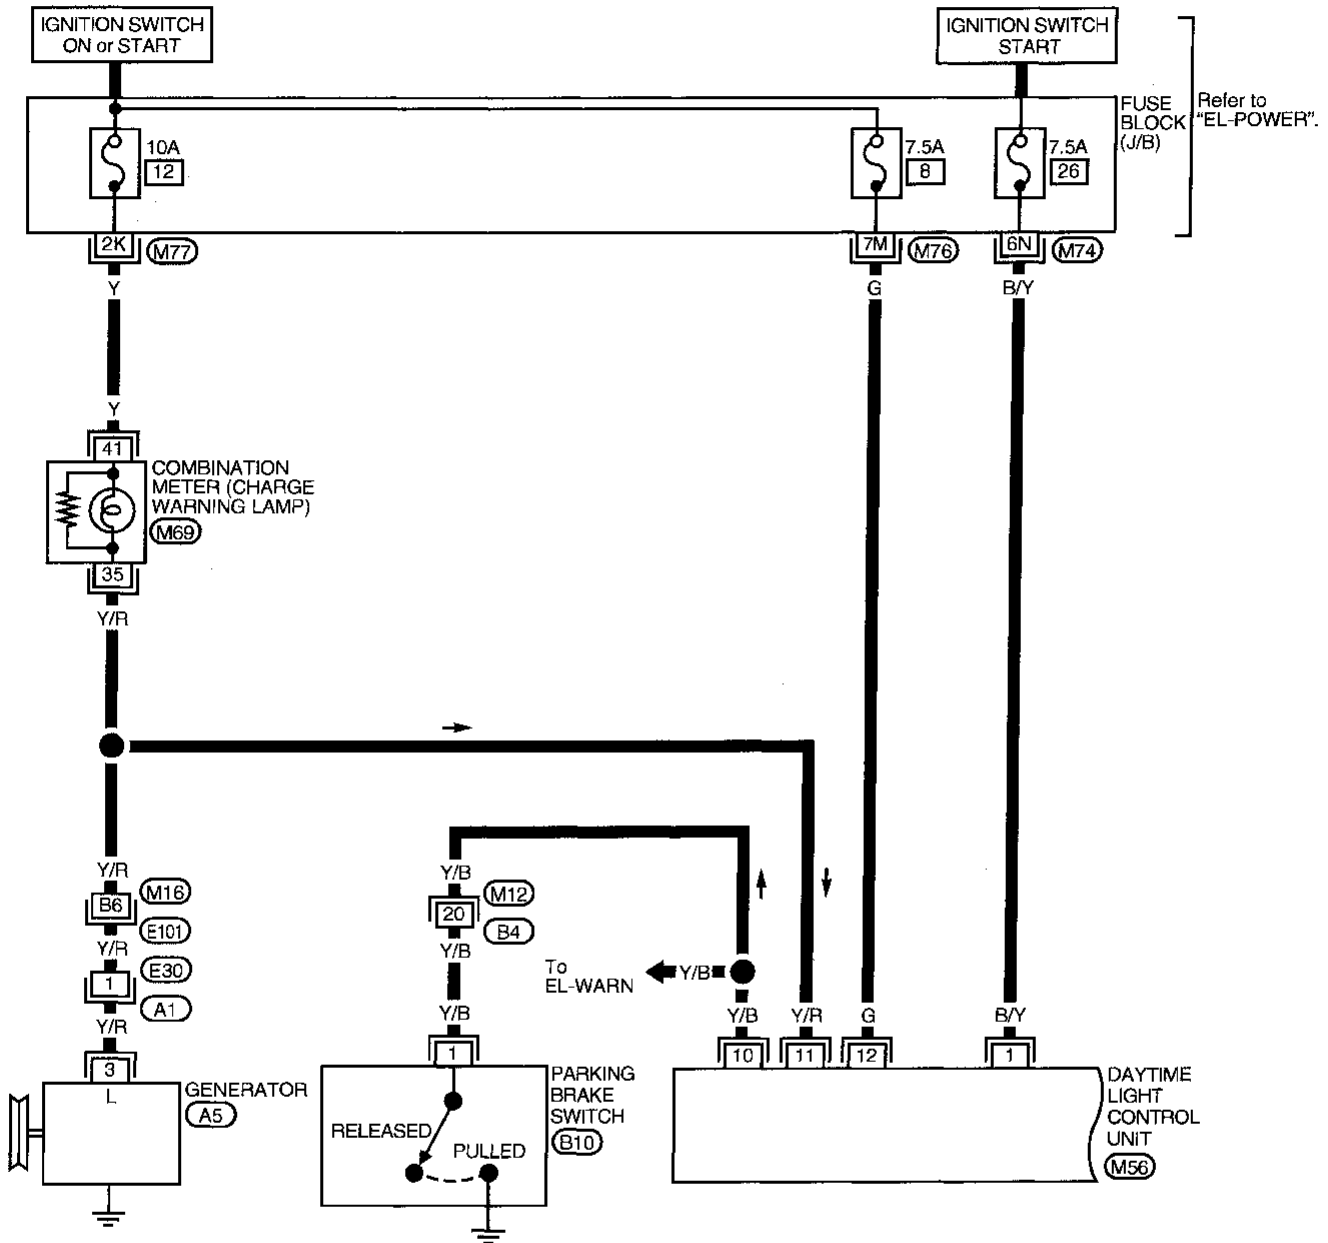 IGNITION SWITCH
ON or START
IGNITION SWITCH
START
FUSE
BLOCK
(J/B)
Refer to
"EL-POWER".
10A
12
7.5A
8
7.5A
26
2K
M77
7M
M76
6N
M74
Y
G
B/Y
Y
41
COMBINATION
METER (CHARGE
WARNING LAMP)
M69
35
Y/R
Y/R
B6
M16
E101
Y/R
1
E30
A1
Y/R
3
L
GENERATOR
A5
Y/B
20
M12
B4
Y/B
Y/B
1
To
EL-WARN
Y/B
Y/B
Y/R
G
B/Y
10
11
12
1
PARKING
BRAKE
SWITCH
B10
RELEASED
PULLED
DAYTIME
LIGHT
CONTROL
UNIT
M56